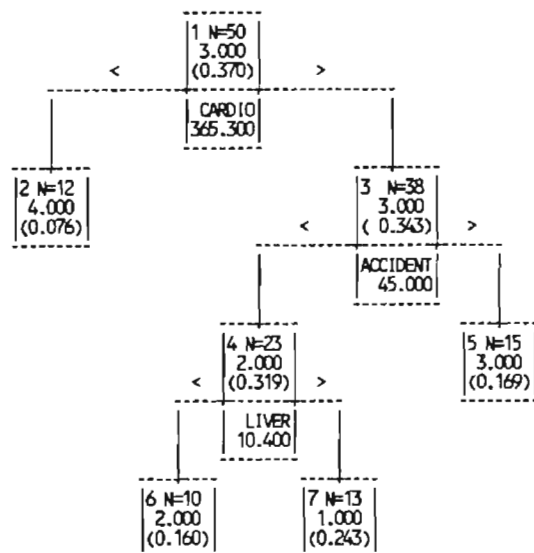 1 N=50
3.000
< (0.370) >
CARDIO
365.300
2 N=12
4.000
(0.076)
3 N=38
3.000
< ( 0.343) >
ACCIDENT
45.000
4 N=23
2.000
< (0.319) >
LIVER
10.400
5 N=15
3.000
(0.169)
6 N=10
2.000
(0.160)
7 N=13
1.000
(0.243)